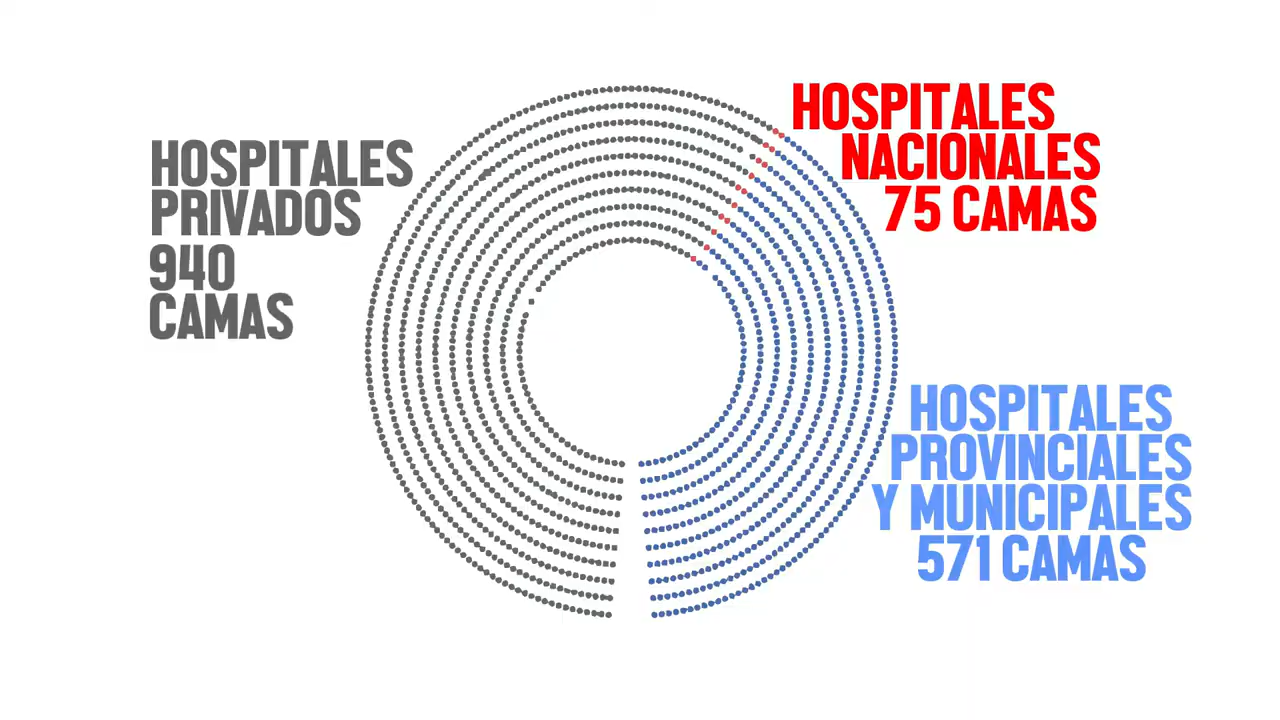 HOSPITALES
PRIVADOS
940
CAMAS
HOSPITALES
NACIONALES
75 CAMAS
HOSPITALES
PROVINCIALES
Y MUNICIPALES
571 CAMAS